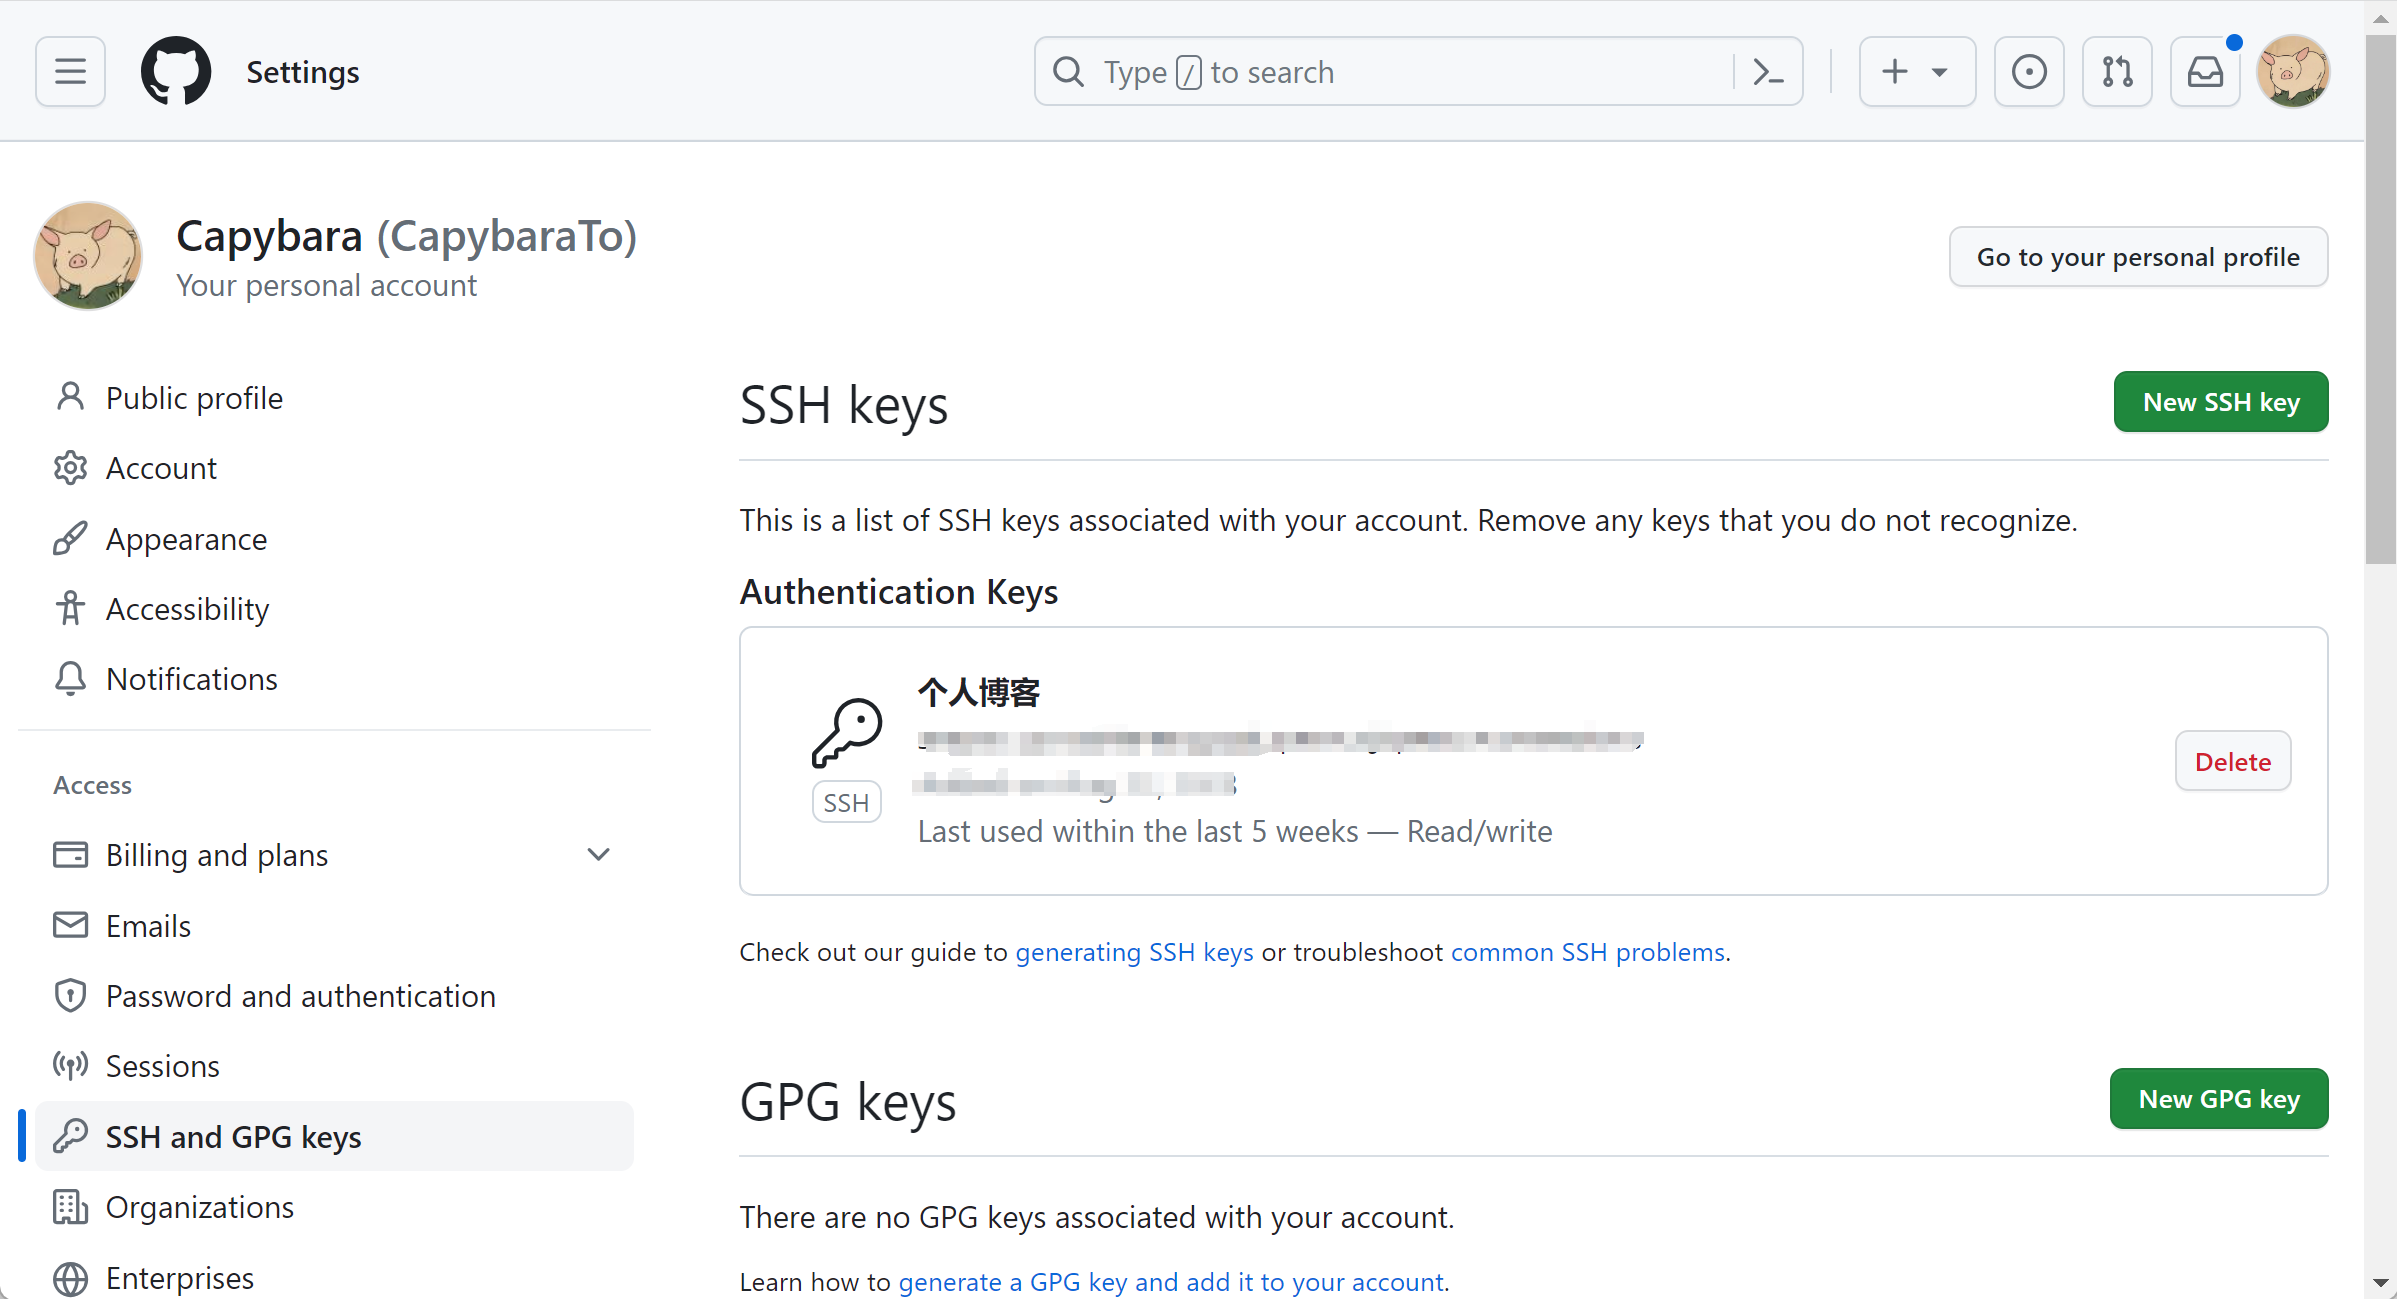 Settings
Type / to search
Capybara (CapybaraTo)
Your personal account
Go to your personal profile
Public profile
Account
Appearance
Accessibility
Notifications
Access
Billing and plans
Emails
Password and authentication
Sessions
SSH and GPG keys
Organizations
Enterprises
SSH keys
New SSH key
This is a list of SSH keys associated with your account. Remove any keys that you do not recognize.
Authentication Keys
个人博客
SSH
Last used within the last 5 weeks — Read/write
Delete
Check out our guide to generating SSH keys or troubleshoot common SSH problems.
GPG keys
New GPG key
There are no GPG keys associated with your account.
Learn how to generate a GPG key and add it to your account.